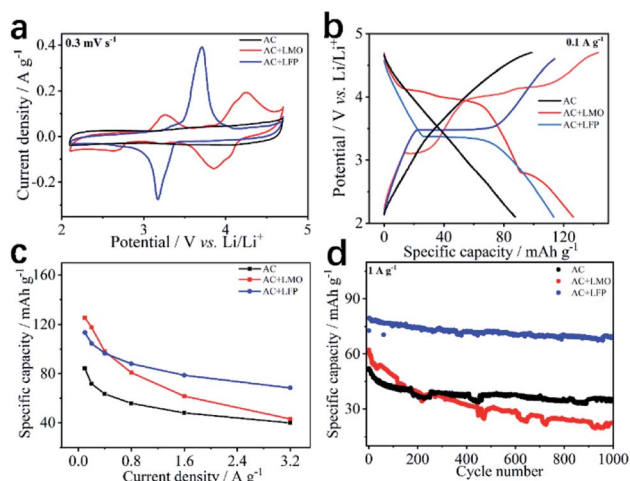 a
0.3 mV s⁻¹
AC
AC+LMO
AC+LFP
0.4
0.2
0.0
-0.2
Current density / A g⁻¹
2
3
4
5
Potential / V vs. Li/Li⁺
b
0.1 A g⁻¹
AC
AC+LMO
AC+LFP
5
4
3
2
Potential / V vs. Li/Li⁺
0
40
80
120
Specific capacity / mAh g⁻¹
c
AC
AC+LMO
AC+LFP
160
120
80
40
Specific capacity / mAh g⁻¹
0.0
0.8
1.6
2.4
3.2
Current density / A g⁻¹
d
1 A g⁻¹
AC
AC+LMO
AC+LFP
90
60
30
Specific capacity / mAh g⁻¹
0
200
400
600
800
1000
Cycle number